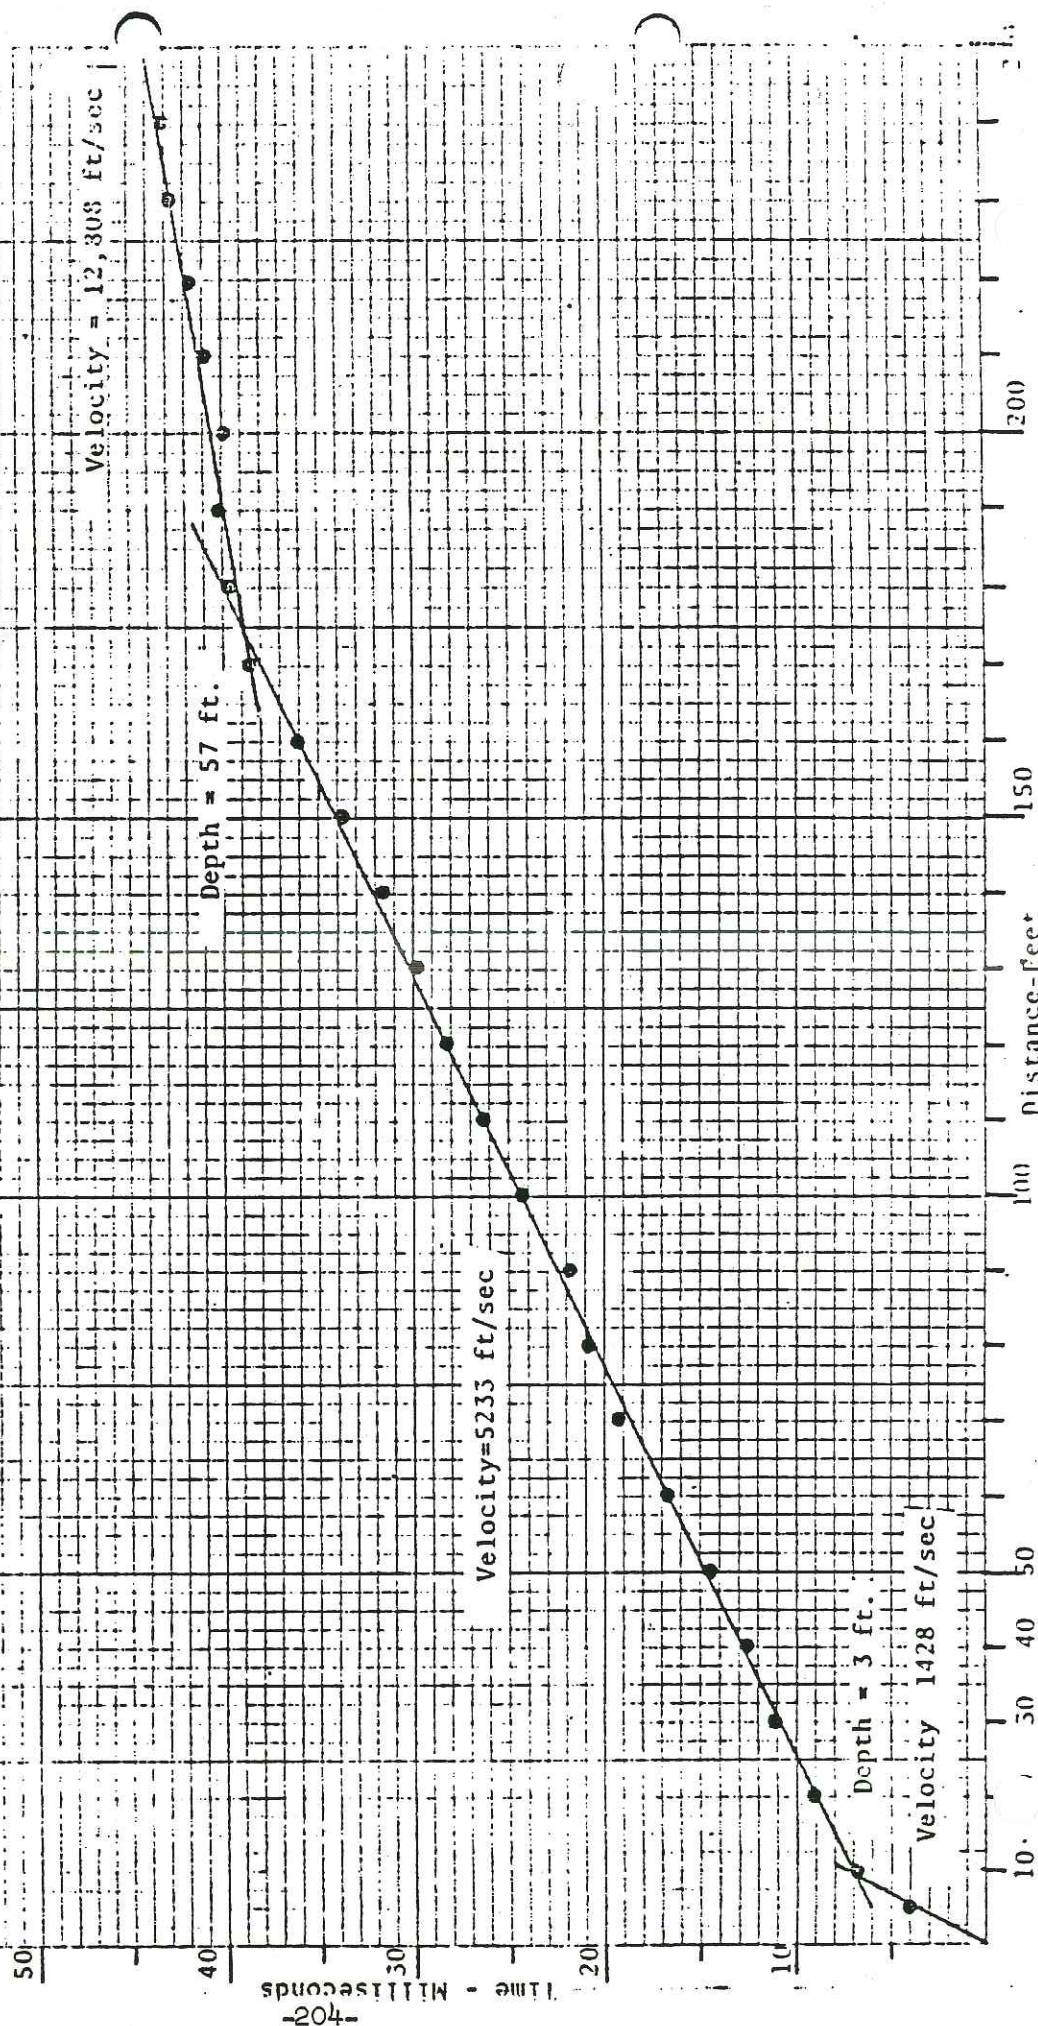 Velocity = 12,808 ft/sec
Depth = 57 ft.
Velocity=5233 ft/sec
Depth = 3 ft.
Velocity 1428 ft/sec
50
40
30
20
10
Time - Milliseconds
10
30
40
50
100
150
200
Distance-Feet
-204-